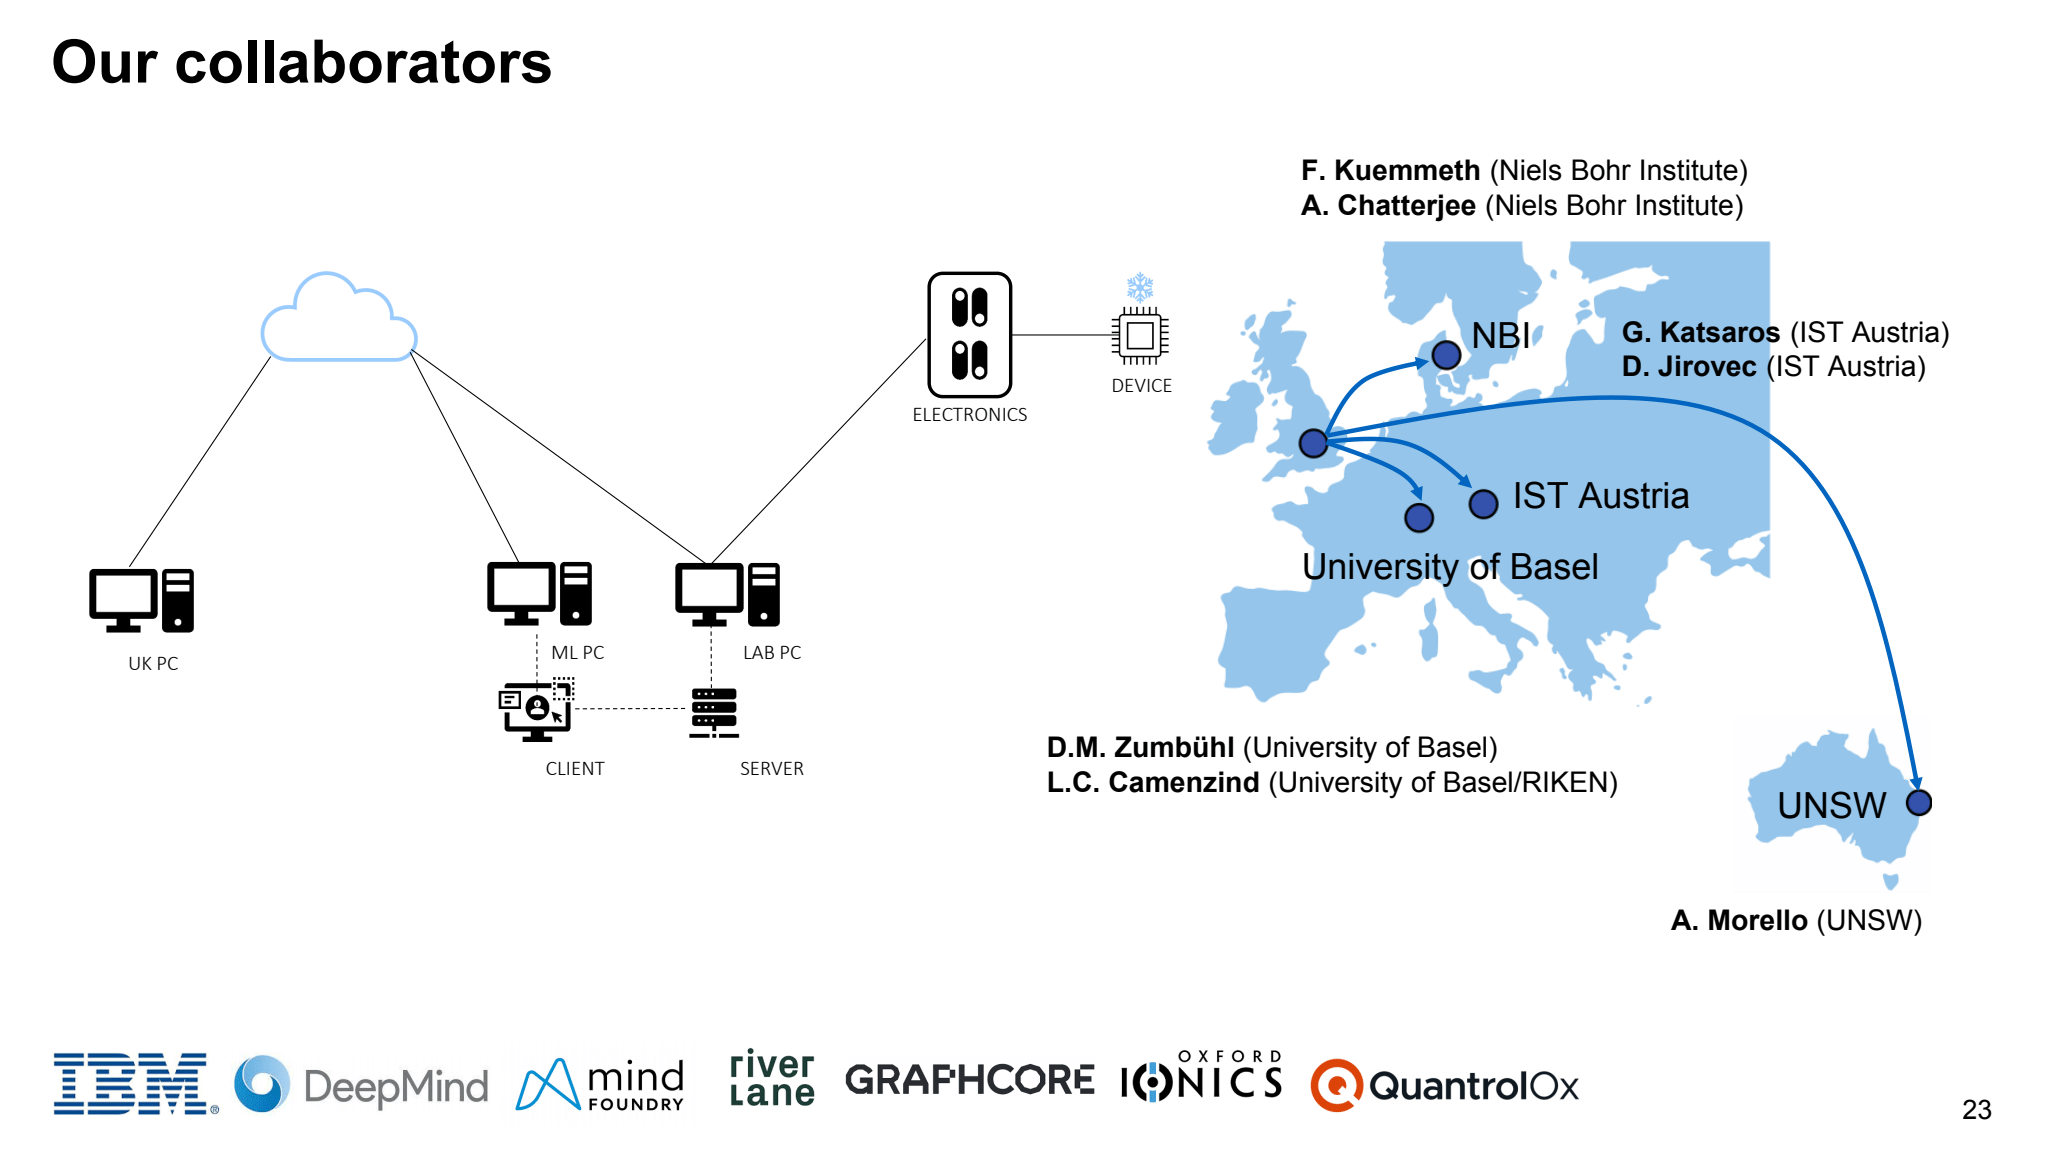 Our collaborators
F. Kuemmeth (Niels Bohr Institute)
A. Chatterjee (Niels Bohr Institute)
NBI
G. Katsaros (IST Austria)
D. Jirovec (IST Austria)
DEVICE
ELECTRONICS
IST Austria
University of Basel
UK PC
ML PC
LAB PC
CLIENT
SERVER
D.M. Zumbühl (University of Basel)
L.C. Camenzind (University of Basel/RIKEN)
UNSW
A. Morello (UNSW)
IBM®
DeepMind
mind
FOUNDRY
river
Lane
GRAFHCORE
OXFORD
IONICS
QuantrolOx
23